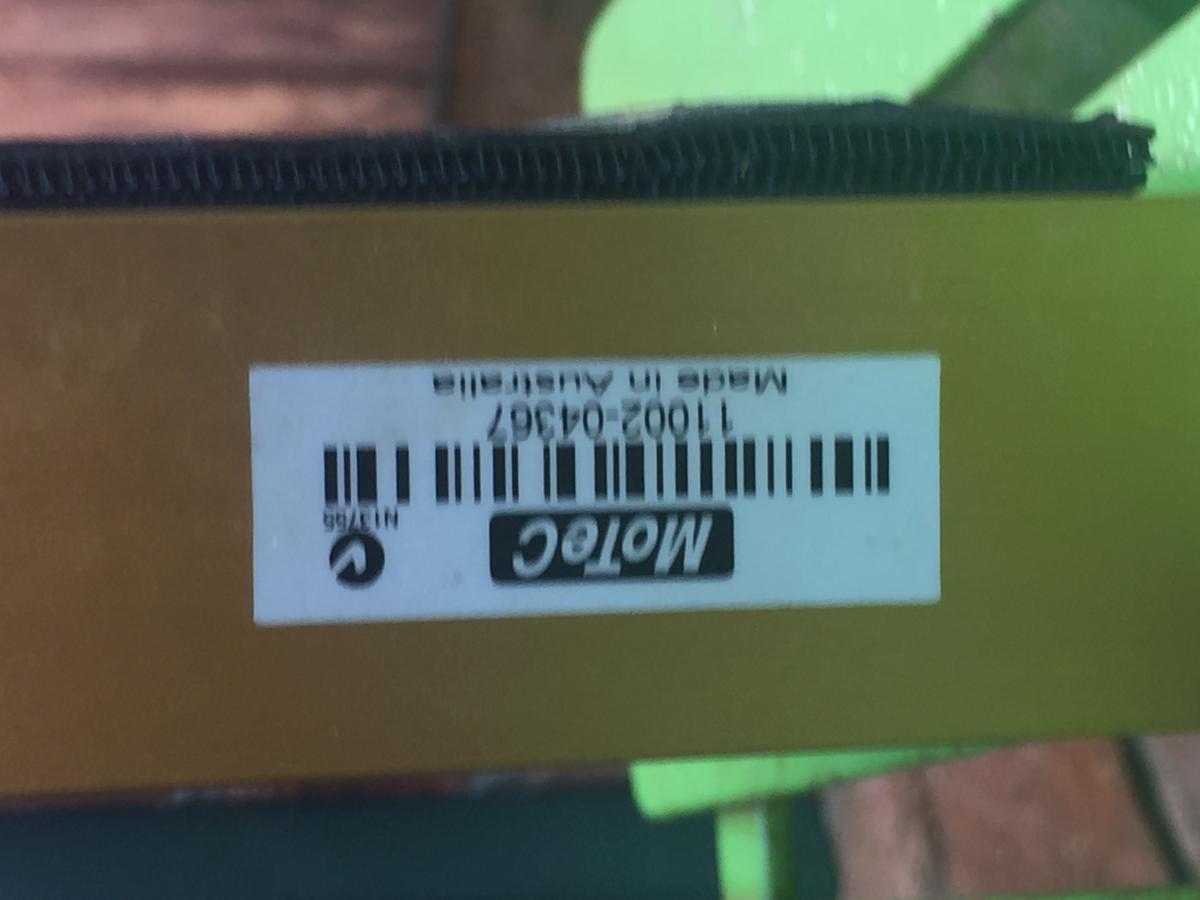 MoTeC
N13755
11002-04367
Made in Australia